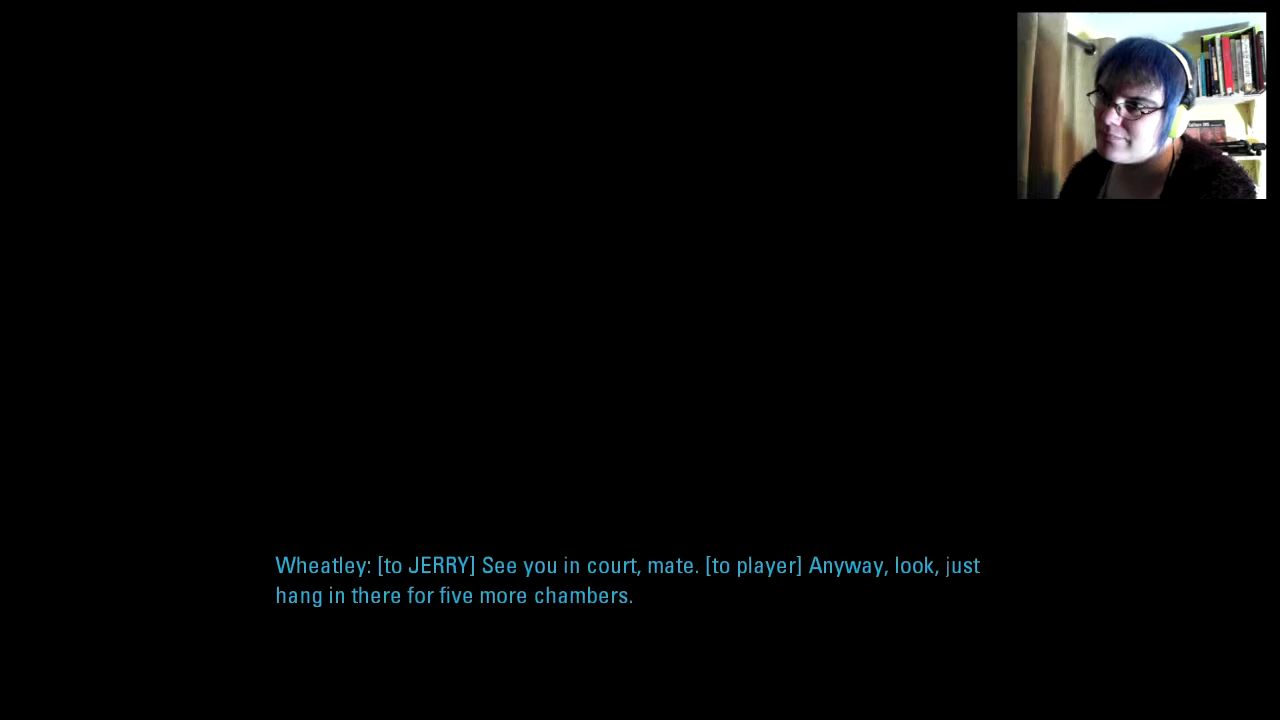 Wheatley: [to JERRY] See you in court, mate. [to player] Anyway, look, just
hang in there for five more chambers.